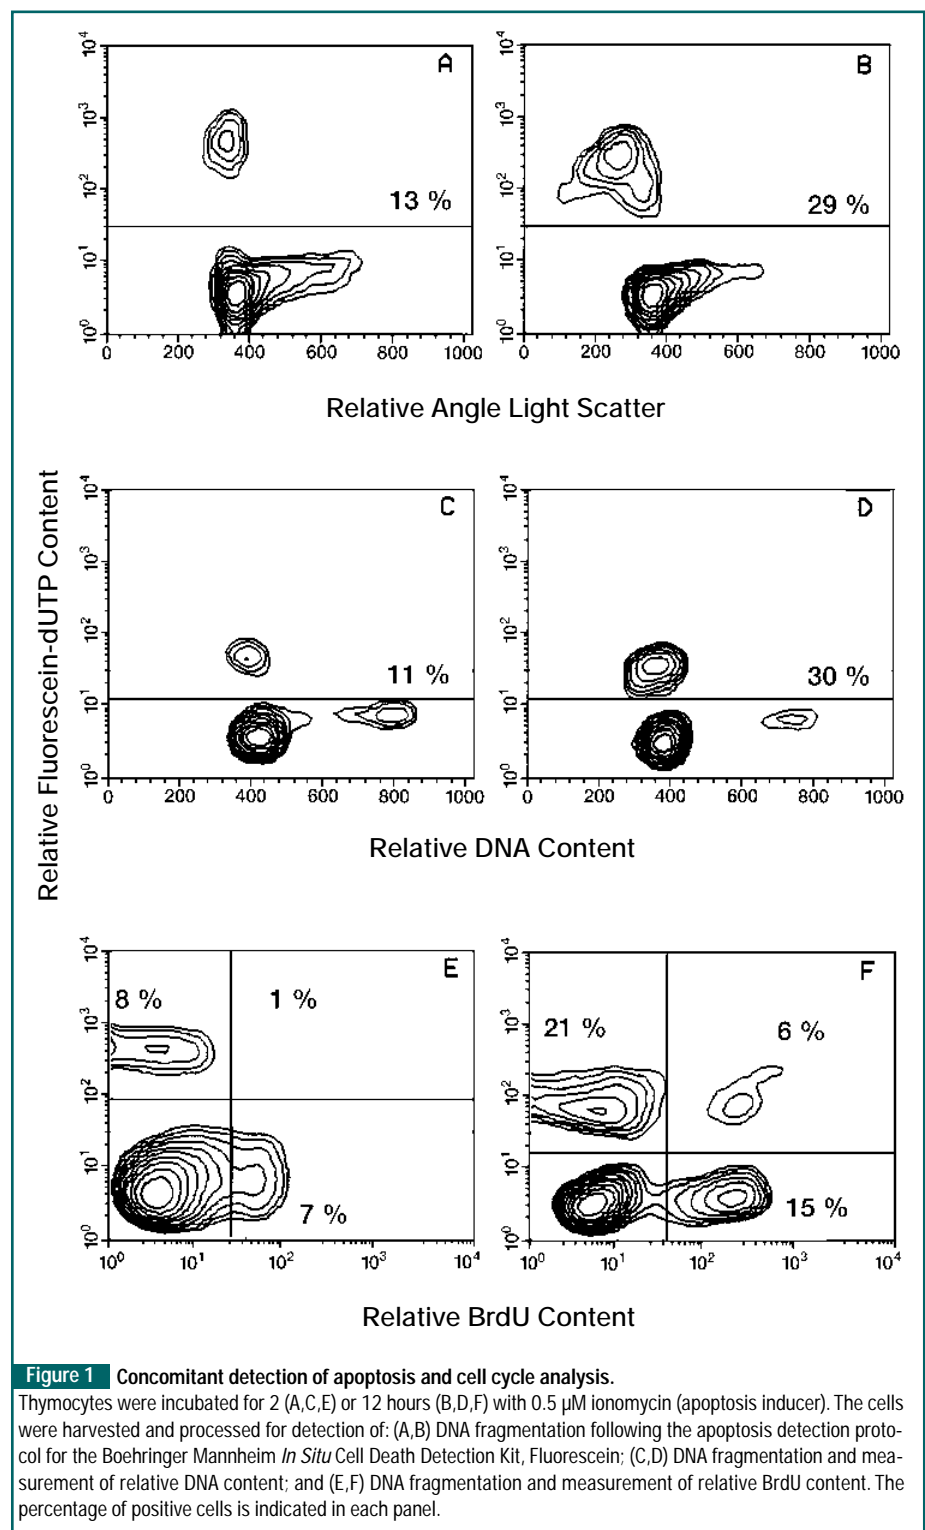 A
10⁴
10³
10²
10¹
10⁰
13 %
0 200 400 600 800 1000
B
10⁴
10³
10²
10¹
10⁰
29 %
0 200 400 600 800 1000
Relative Angle Light Scatter
Relative Fluorescein-dUTP Content
C
10⁴
10³
10²
10¹
10⁰
11 %
0 200 400 600 800 1000
D
10⁴
10³
10²
10¹
10⁰
30 %
0 200 400 600 800 1000
Relative DNA Content
E
10⁴
10³
10²
10¹
10⁰
8 % 1 %
7 %
10⁰ 10¹ 10² 10³ 10⁴
F
10⁴
10³
10²
10¹
10⁰
21 % 6 %
15 %
10⁰ 10¹ 10² 10³ 10⁴
Relative BrdU Content
Figure 1 Concomitant detection of apoptosis and cell cycle analysis.
Thymocytes were incubated for 2 (A,C,E) or 12 hours (B,D,F) with 0.5 µM ionomycin (apoptosis inducer). The cells
were harvested and processed for detection of: (A,B) DNA fragmentation following the apoptosis detection proto-
col for the Boehringer Mannheim In Situ Cell Death Detection Kit, Fluorescein; (C,D) DNA fragmentation and mea-
surement of relative DNA content; and (E,F) DNA fragmentation and measurement of relative BrdU content. The
percentage of positive cells is indicated in each panel.